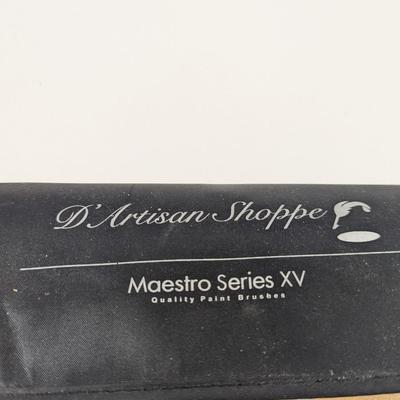 D'Artisan Shoppe
Maestro Series XV
Quality Paint Brushes